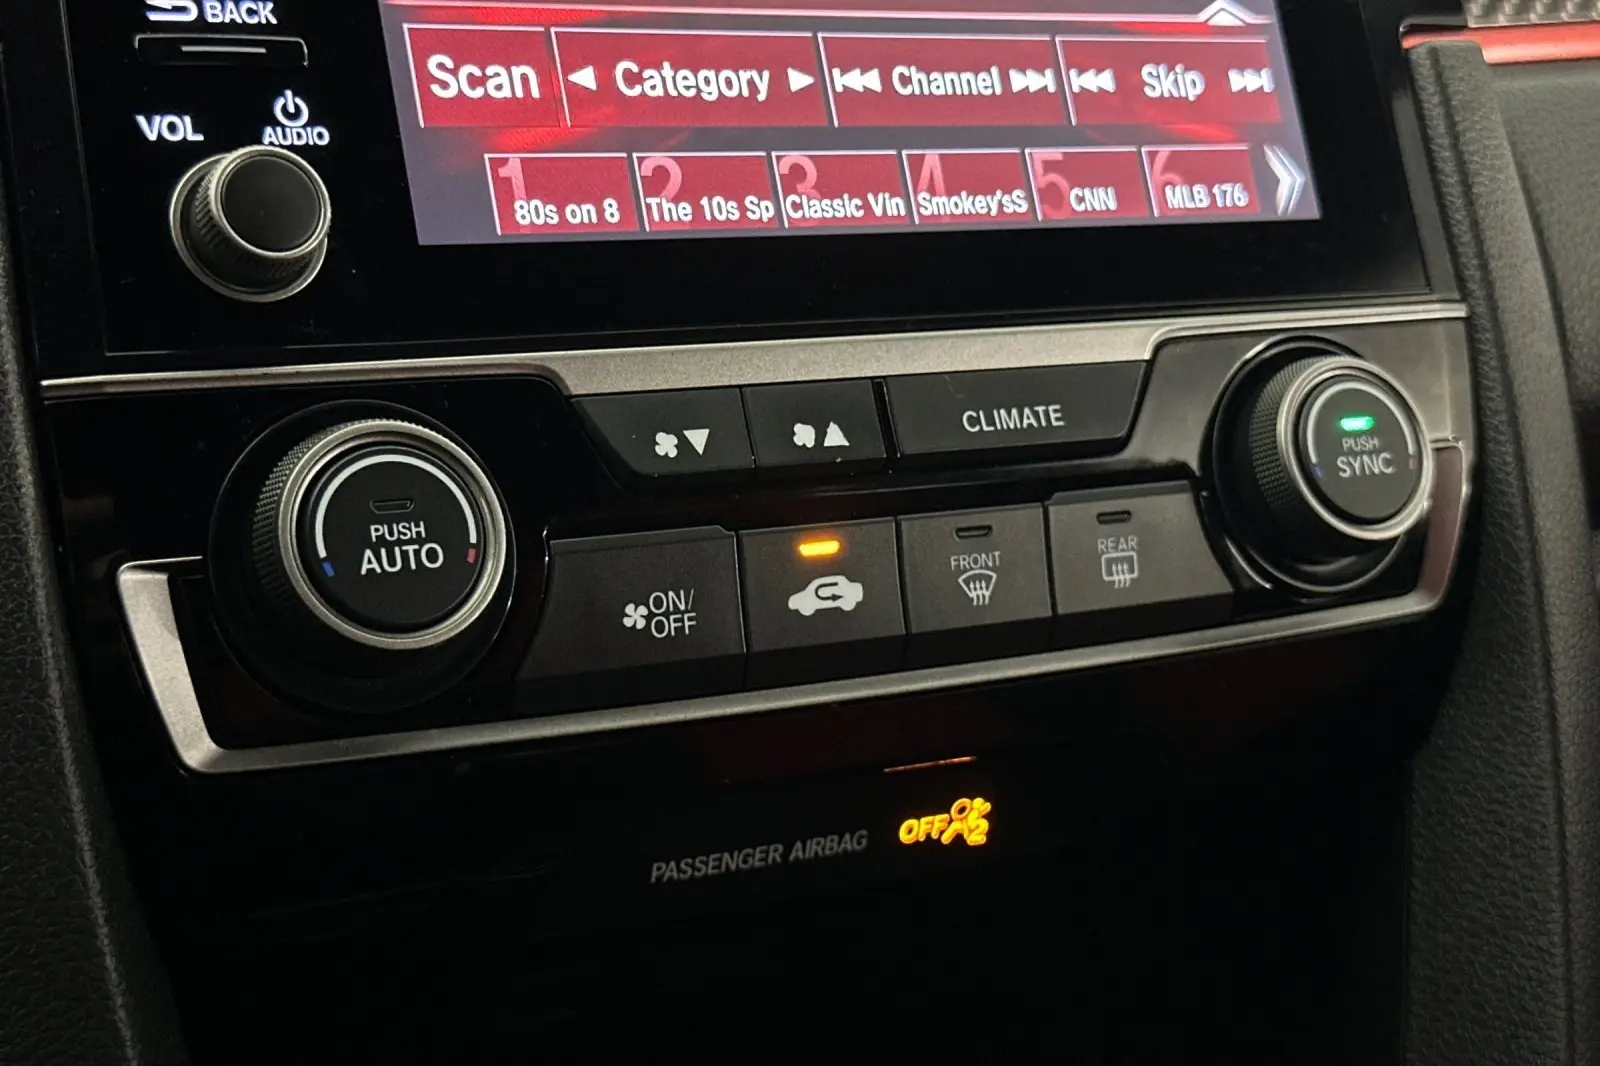 BACK
VOL
AUDIO
Scan
Category
Channel
Skip
1
80s on 8
2
The 10s Sp
3
Classic Vin
4
Smokey'sS
5
CNN
6
MLB 176
CLIMATE
PUSH
SYNC
PUSH
AUTO
ON/
OFF
FRONT
REAR
PASSENGER AIRBAG
OFF
2